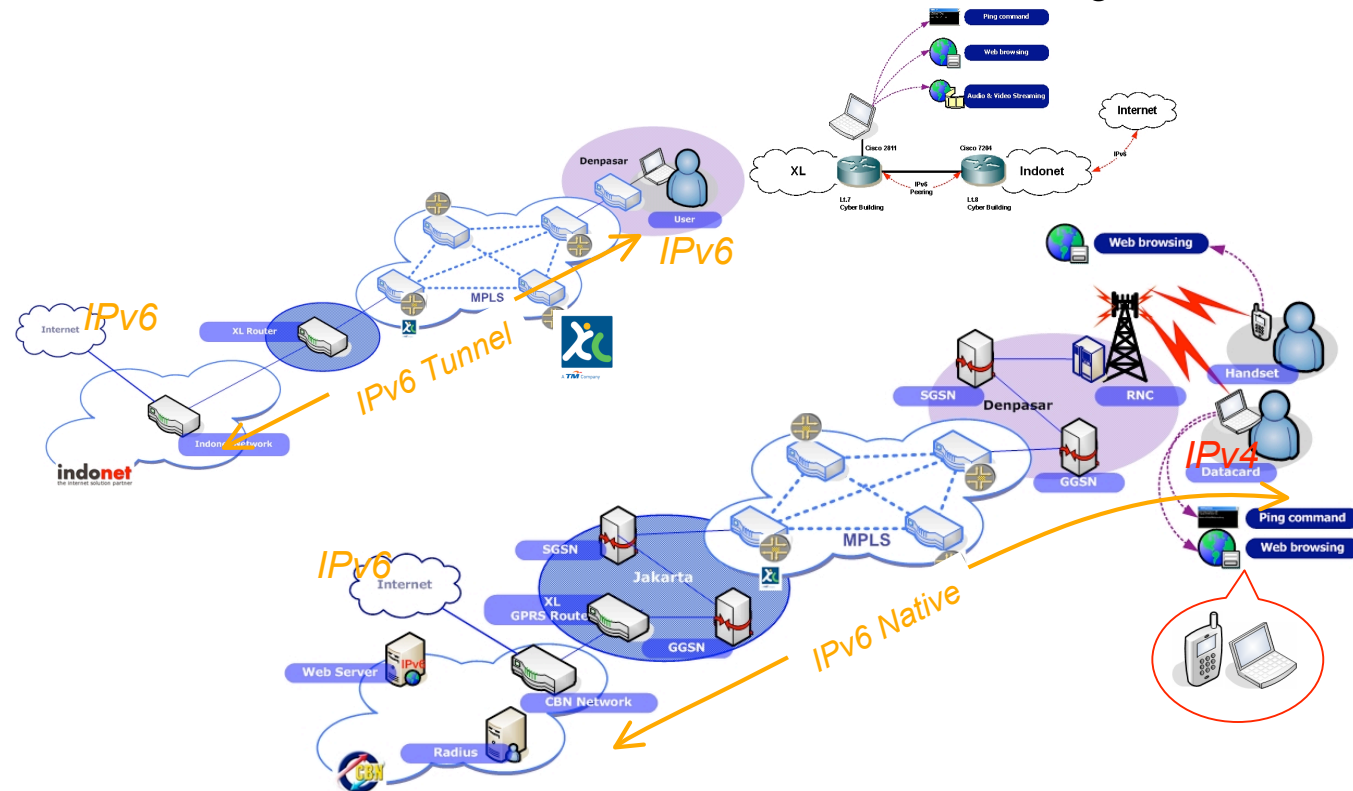 Ping command
Web browsing
Audio & Video Streaming
Internet
Cisco 2811
Cisco 7204
IPv6
XL
Indonet
IPv6
Peering
Lt.7
Cyber Building
Lt.8
Cyber Building
Denpasar
User
IPv6
MPLS
IPv6
Internet
XL Router
IPv6 Tunnel
A TM Company
Indonet Network
indonet
the internet solution partner
Web browsing
Handset
SGSN
RNC
Denpasar
IPv4
Datacard
GGSN
Ping command
Web browsing
MPLS
SGSN
Jakarta
IPv6
Internet
XL
GPRS Router
GGSN
IPv6 Native
Web Server
IPv6
CBN Network
Radius
CBN